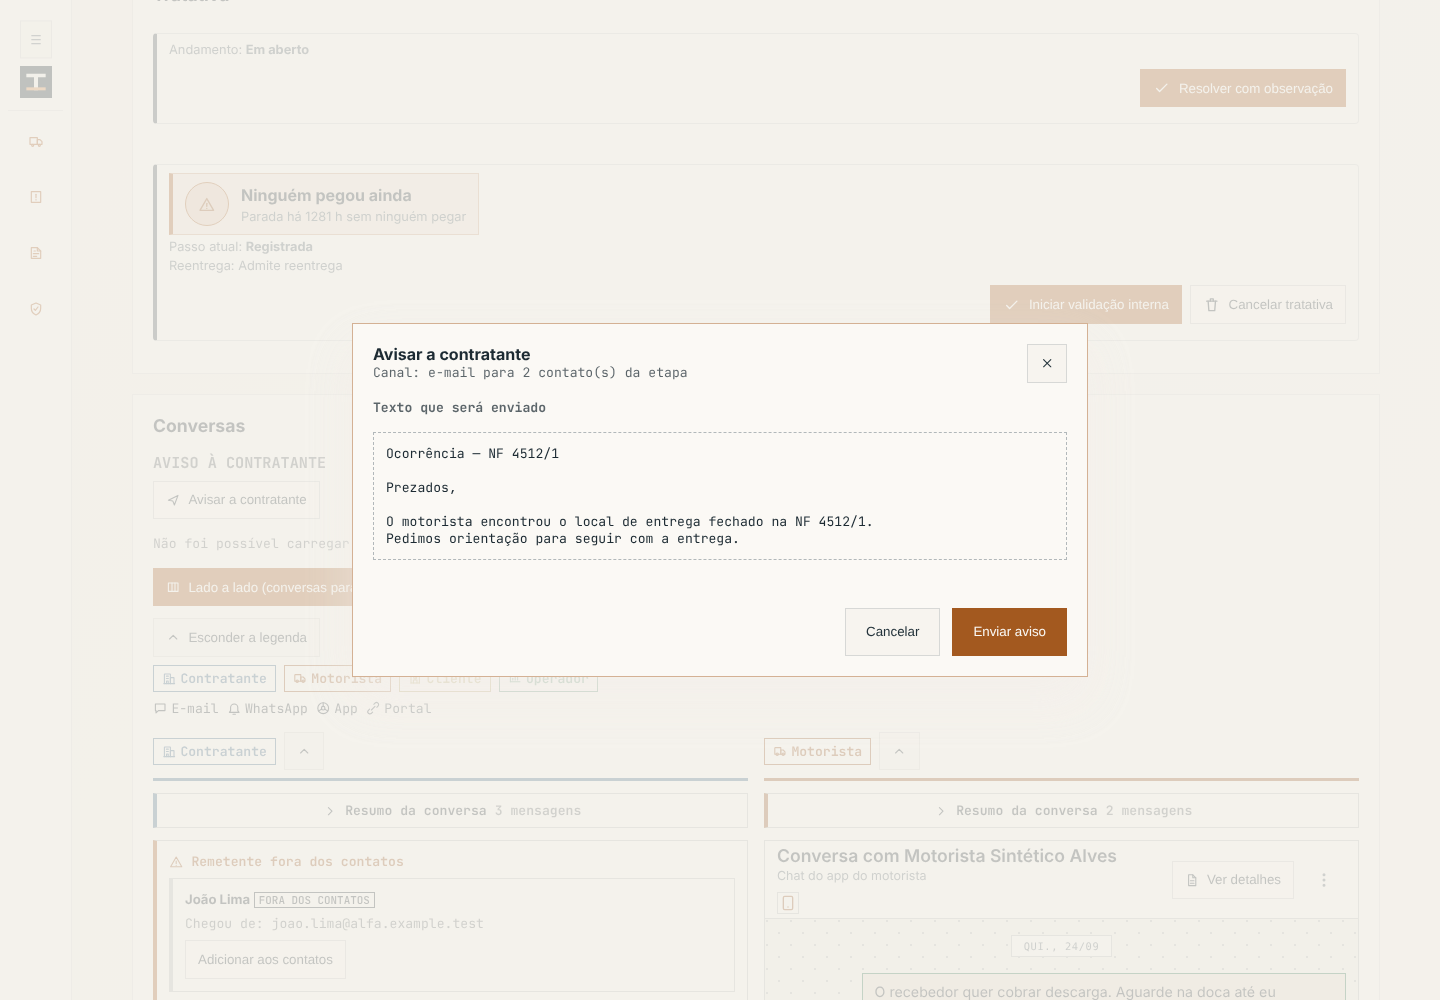 Andamento: Em aberto
Resolver com observação
Ninguém pegou ainda
Parada há 1281 h sem ninguém pegar
Passo atual: Registrada
Reentrega: Admite reentrega
Iniciar validação interna
Cancelar tratativa
Avisar a contratante
Canal: e-mail para 2 contato(s) da etapa
Texto que será enviado
Ocorrência — NF 4512/1
Prezados,
O motorista encontrou o local de entrega fechado na NF 4512/1.
Pedimos orientação para seguir com a entrega.
Cancelar
Enviar aviso
Conversas
AVISO À CONTRATANTE
Avisar a contratante
Não foi possível carregar
Lado a lado (conversas
Esconder a legenda
Contratante
Motorista
Cliente
Operador
E-mail
WhatsApp
App
Portal
Contratante
Motorista
Resumo da conversa 3 mensagens
Resumo da conversa 2 mensagens
Remetente fora dos contatos
João Lima FORA DOS CONTATOS
Chegou de: joao.lima@alfa.example.test
Adicionar aos contatos
Conversa com Motorista Sintético Alves
Chat do app do motorista
Ver detalhes
QUI., 24/09
O recebedor quer cobrar descarga. Aguarde na doca até eu